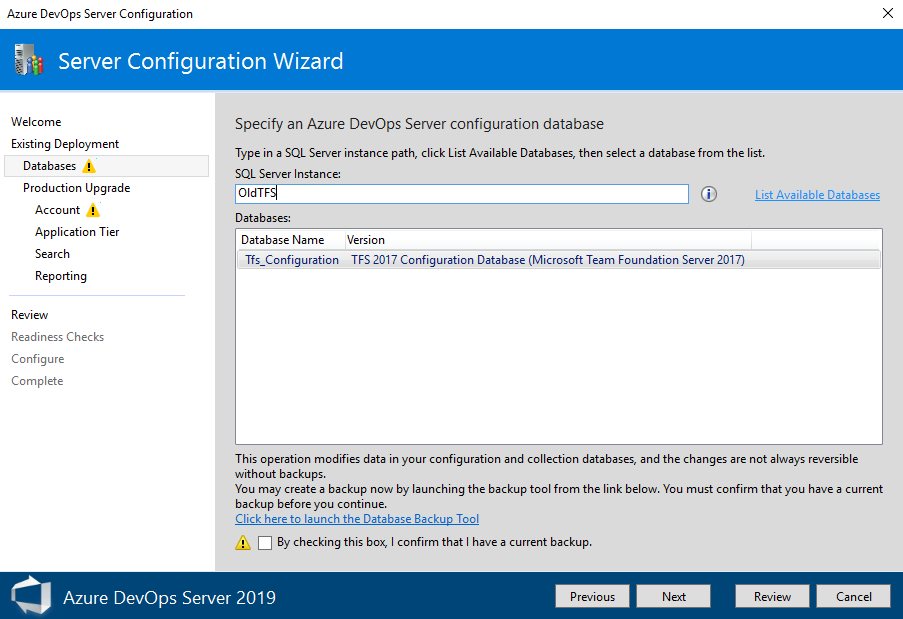 Azure DevOps Server Configuration
Server Configuration Wizard
Welcome
Existing Deployment
Databases
Production Upgrade
Account
Application Tier
Search
Reporting
Review
Readiness Checks
Configure
Complete
Specify an Azure DevOps Server configuration database
Type in a SQL Server instance path, click List Available Databases, then select a database from the list.
SQL Server Instance:
OldTFS
List Available Databases
Databases:
Database Name Version
Tfs_Configuration TFS 2017 Configuration Database (Microsoft Team Foundation Server 2017)
This operation modifies data in your configuration and collection databases, and the changes are not always reversible
without backups.
You may create a backup now by launching the backup tool from the link below. You must confirm that you have a current
backup before you continue.
Click here to launch the Database Backup Tool
By checking this box, I confirm that I have a current backup.
Azure DevOps Server 2019
Previous Next Review Cancel